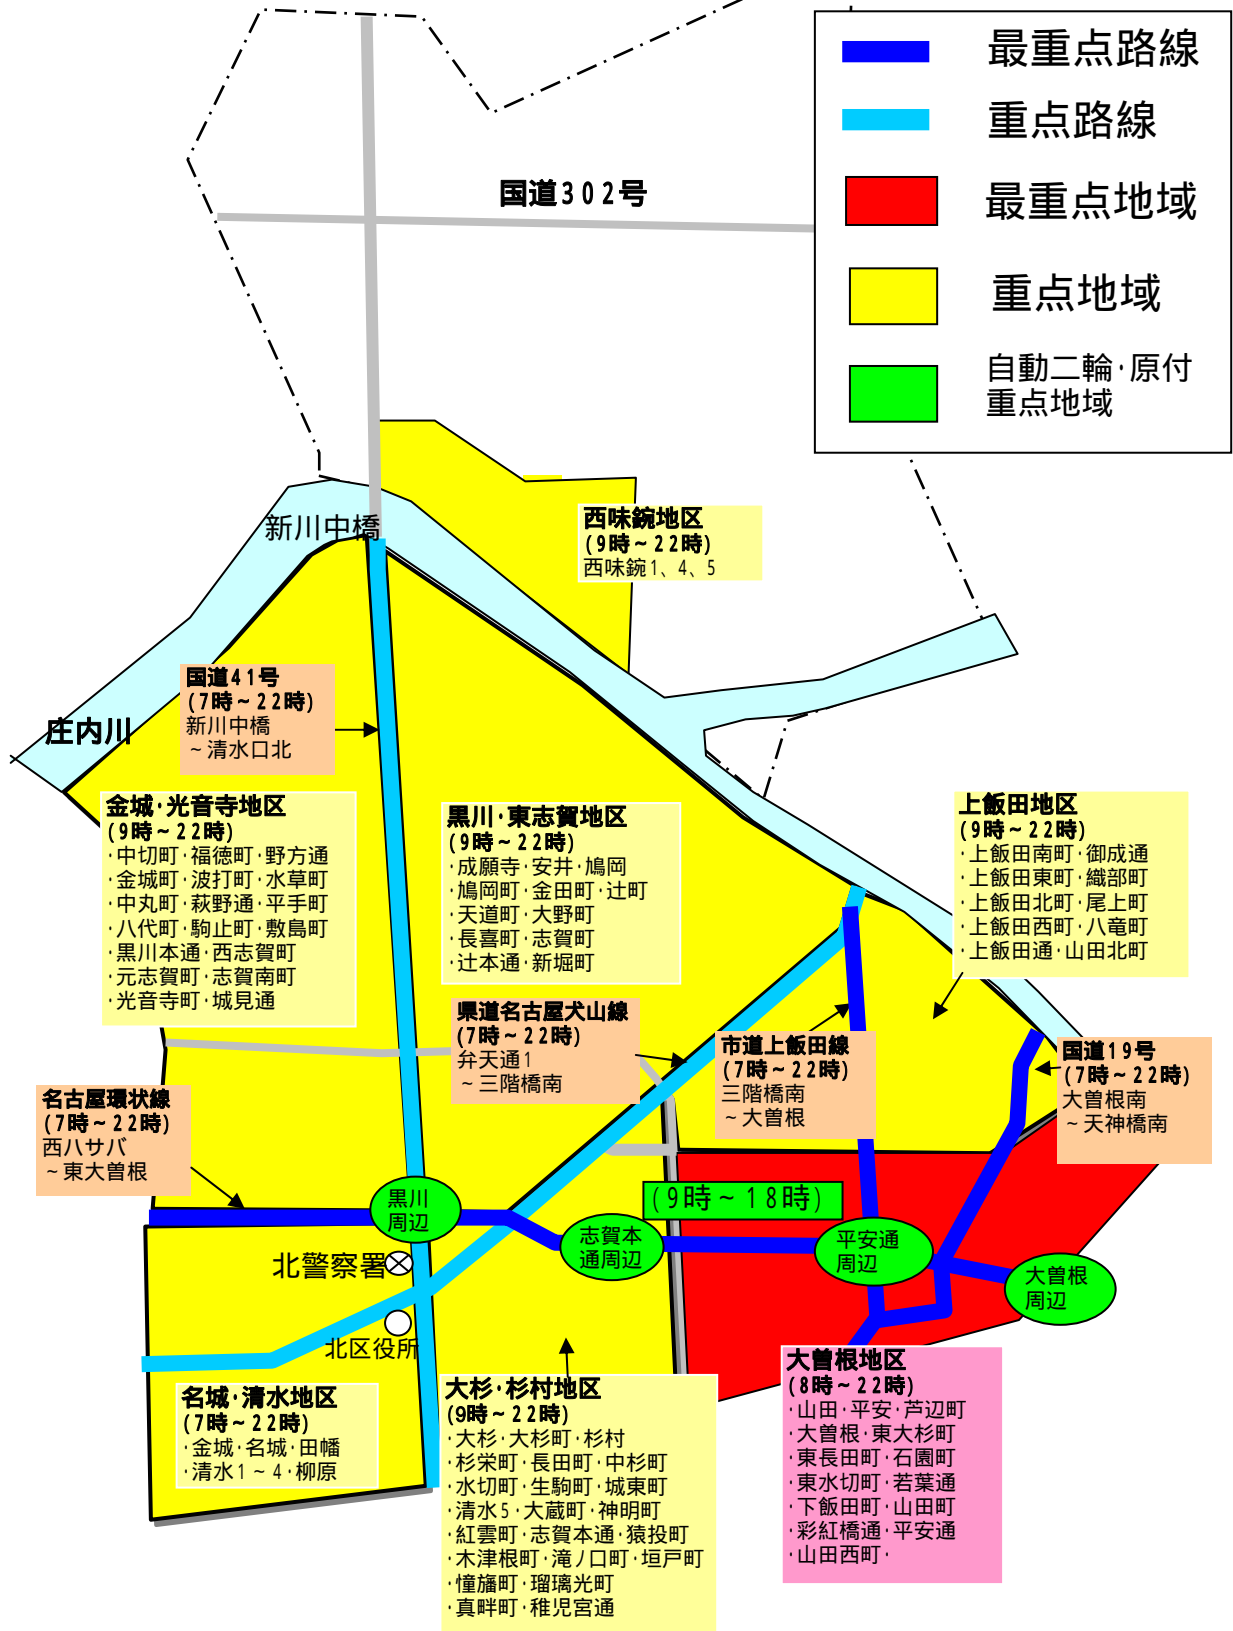 最重点路線
重点路線
最重点地域
重点地域
自動二輪・原付
重点地域
国道302号
新川中橋
西味鋺地区
(9時～22時)
西味鋺1、4、5
国道41号
(7時～22時)
新川中橋
～清水口北
庄内川
金城・光音寺地区
(9時～22時)
・中切町・福徳町・野方通
・金城町・波打町・水草町
・中丸町・萩野通・平手町
・八代町・駒止町・敷島町
・黒川本通・西志賀町
・元志賀町・志賀南町
・光音寺町・城見通
黒川・東志賀地区
(9時～22時)
・成願寺・安井・鳩岡
・鳩岡町・金田町・辻町
・天道町・大野町
・長喜町・志賀町
・辻本通・新堀町
上飯田地区
(9時～22時)
・上飯田南町・御成通
・上飯田東町・織部町
・上飯田北町・尾上町
・上飯田西町・八竜町
・上飯田通・山田北町
県道名古屋犬山線
(7時～22時)
弁天通1
～三階橋南
市道上飯田線
(7時～22時)
三階橋南
～大曽根
国道19号
(7時～22時)
大曽根南
～天神橋南
名古屋環状線
(7時～22時)
西ハサバ
～東大曽根
(9時～18時)
黒川
周辺
志賀本
通周辺
平安通
周辺
大曽根
周辺
北警察署
北区役所
名城・清水地区
(7時～22時)
・金城・名城・田幡
・清水1～4・柳原
大杉・杉村地区
(9時～22時)
・大杉・大杉町・杉村
・杉栄町・長田町・中杉町
・水切町・生駒町・城東町
・清水5・大蔵町・神明町
・紅雲町・志賀本通・猿投町
・木津根町・滝ノ口町・垣戸町
・憧旛町・瑠璃光町
・真畔町・稚児宮通
大曽根地区
(8時～22時)
・山田・平安・芦辺町
・大曽根・東大杉町
・東長田町・石園町
・東水切町・若葉通
・下飯田町・山田町
・彩紅橋通・平安通
・山田西町・